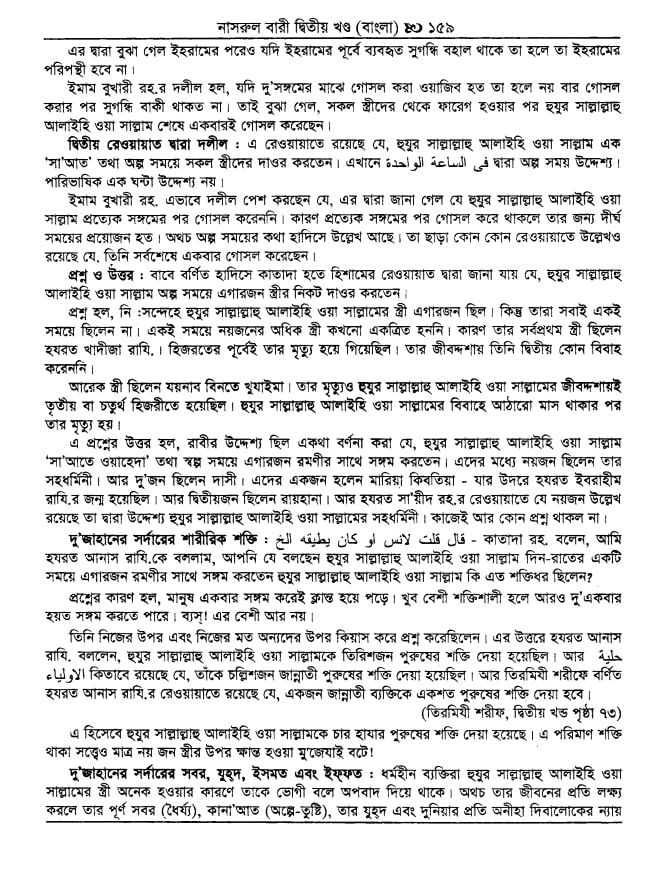 নাসরুল বারী দ্বিতীয় খণ্ড (বাংলা) ১৫৯
এর দ্বারা বুঝা গেল ইহরামের পরেও যদি ইহরামের পূর্বে ব্যবহৃত সুগন্ধি বহাল থাকে তা হলে তা ইহরামের
পরিপন্থী হবে না।
ইমাম বুখারী রহ.র দলীল হল, যদি দু'সঙ্গমের মাঝে গোসল করা ওয়াজিব হত তা হলে নয় বার গোসল
করার পর সুগন্ধি বাকী থাকত না। তাই বুঝা গেল, সকল স্ত্রীদের থেকে ফারেগ হওয়ার পর হুযুর সাল্লাল্লাহু
আলাইহি ওয়া সাল্লাম শেষে একবারই গোসল করেছেন।
দ্বিতীয় রেওয়ায়াত দ্বারা দলীল : এ রেওয়ায়াতে রয়েছে যে, হুযুর সাল্লাল্লাহু আলাইহি ওয়া সাল্লাম এক
'সা'আত' তথা অল্প সময়ে সকল স্ত্রীদের দাওর করতেন। এখানে فى الساعة الواحدة দ্বারা অল্প সময় উদ্দেশ্য।
পারিভাষিক এক ঘন্টা উদ্দেশ্য নয়।
ইমাম বুখারী রহ. এভাবে দলীল পেশ করছেন যে, এর দ্বারা জানা গেল যে হুযুর সাল্লাল্লাহু আলাইহি ওয়া
সাল্লাম প্রত্যেক সঙ্গমের পর গোসল করেননি। কারণ প্রত্যেক সঙ্গমের পর গোসল করে থাকলে তার জন্য দীর্ঘ
সময়ের প্রয়োজন হত। অথচ অল্প সময়ের কথা হাদিসে উল্লেখ আছে। তা ছাড়া কোন কোন রেওয়ায়াতে উল্লেখও
রয়েছে যে, তিনি সর্বশেষে একবার গোসল করেছেন।
প্রশ্ন ও উত্তর : বাবে বর্ণিত হাদিসে কাতাদা হতে হিশামের রেওয়ায়াত দ্বারা জানা যায় যে, হুযুর সাল্লাল্লাহু
আলাইহি ওয়া সাল্লাম অল্প সময়ে এগারজন স্ত্রীর নিকট দাওর করতেন।
প্রশ্ন হল, নি :সন্দেহে হুযুর সাল্লাল্লাহু আলাইহি ওয়া সাল্লামের স্ত্রী এগারজন ছিল। কিন্তু তারা সবাই একই
সময়ে ছিলেন না। একই সময়ে নয়জনের অধিক স্ত্রী কখনো একত্রিত হননি। কারণ তার সর্বপ্রথম স্ত্রী ছিলেন
হযরত খাদীজা রাযি.। হিজরতের পূর্বেই তার মৃত্যু হয়ে গিয়েছিল। তার জীবদ্দশায় তিনি দ্বিতীয় কোন বিবাহ
করেননি।
আরেক স্ত্রী ছিলেন যয়নাব বিনতে খুযাইমা। তার মৃত্যুও হুযুর সাল্লাল্লাহু আলাইহি ওয়া সাল্লামের জীবদ্দশায়ই
তৃতীয় বা চতুর্থ হিজরীতে হয়েছিল। হুযুর সাল্লাল্লাহু আলাইহি ওয়া সাল্লামের বিবাহে আঠারো মাস থাকার পর
তার মৃত্যু হয়।
এ প্রশ্নের উত্তর হল, রাবীর উদ্দেশ্য ছিল একথা বর্ণনা করা যে, হুযুর সাল্লাল্লাহু আলাইহি ওয়া সাল্লাম
'সা'আতে ওয়াহেদা' তথা স্বল্প সময়ে এগারজন রমণীর সাথে সঙ্গম করতেন। এদের মধ্যে নয়জন ছিলেন তার
সহধর্মিনী। আর দু'জন ছিলেন দাসী। এদের একজন হলেন মারিয়া কিবতিয়া - যার উদরে হযরত ইবরাহীম
রাযি.র জন্ম হয়েছিল। আর দ্বিতীয়জন ছিলেন রায়হানা। আর হযরত সা'য়ীদ রহ.র রেওয়ায়াতে যে নয়জন উল্লেখ
রয়েছে তা দ্বারা উদ্দেশ্য হুযুর সাল্লাল্লাহু আলাইহি ওয়া সাল্লামের সহধর্মিনী। কাজেই আর কোন প্রশ্ন থাকল না।
দু'জাহানের সর্দারের শারীরিক শক্তি : قال قلت لانس او كان يطيقه الخ - কাতাদা রহ. বলেন, আমি
হযরত আনাস রাযি.কে বললাম, আপনি যে বলছেন হুযুর সাল্লাল্লাহু আলাইহি ওয়া সাল্লাম দিন-রাতের একটি
সময়ে এগারজন রমণীর সাথে সঙ্গম করতেন হুযুর সাল্লাল্লাহু আলাইহি ওয়া সাল্লাম কি এত শক্তিধর ছিলেন?
প্রশ্নের কারণ হল, মানুষ একবার সঙ্গম করেই ক্লান্ত হয়ে পড়ে। খুব বেশী শক্তিশালী হলে আরও দু'একবার
হয়ত সঙ্গম করতে পারে। ব্যস্! এর বেশী আর নয়।
তিনি নিজের উপর এবং নিজের মত অন্যদের উপর কিয়াস করে প্রশ্ন করেছিলেন। এর উত্তরে হযরত আনাস
রাযি. বললেন, হুযুর সাল্লাল্লাহু আলাইহি ওয়া সাল্লামকে তিরিশজন পুরুষের শক্তি দেয়া হয়েছিল। আর حلية
الاولياء কিতাবে রয়েছে যে, তাঁকে চল্লিশজন জান্নাতী পুরুষের শক্তি দেয়া হয়েছিল। আর তিরমিযী শরীফে বর্ণিত
হযরত আনাস রাযি.র রেওয়ায়াতে রয়েছে যে, একজন জান্নাতী ব্যক্তিকে একশত পুরুষের শক্তি দেয়া হবে।
(তিরমিযী শরীফ, দ্বিতীয় খন্ড পৃষ্ঠা ৭৩)
এ হিসেবে হুযুর সাল্লাল্লাহু আলাইহি ওয়া সাল্লামকে চার হাযার পুরুষের শক্তি দেয়া হয়েছে। এ পরিমাণ শক্তি
থাকা সত্ত্বেও মাত্র নয় জন স্ত্রীর উপর ক্ষান্ত হওয়া মু'জেযাই বটে!
দু'জাহানের সর্দারের সবর, যুহ্দ, ইসমত এবং ইফ্ফত : ধর্মহীন ব্যক্তিরা হুযুর সাল্লাল্লাহু আলাইহি ওয়া
সাল্লামের স্ত্রী অনেক হওয়ার কারণে তাকে ভোগী বলে অপবাদ দিয়ে থাকে। অথচ তার জীবনের প্রতি লক্ষ্য
করলে তার পূর্ণ সবর (ধৈর্য্য), কানা'আত (অল্পে-তুষ্টি), তার যুহ্দ এবং দুনিয়ার প্রতি অনীহা দিবালোকের ন্যায়